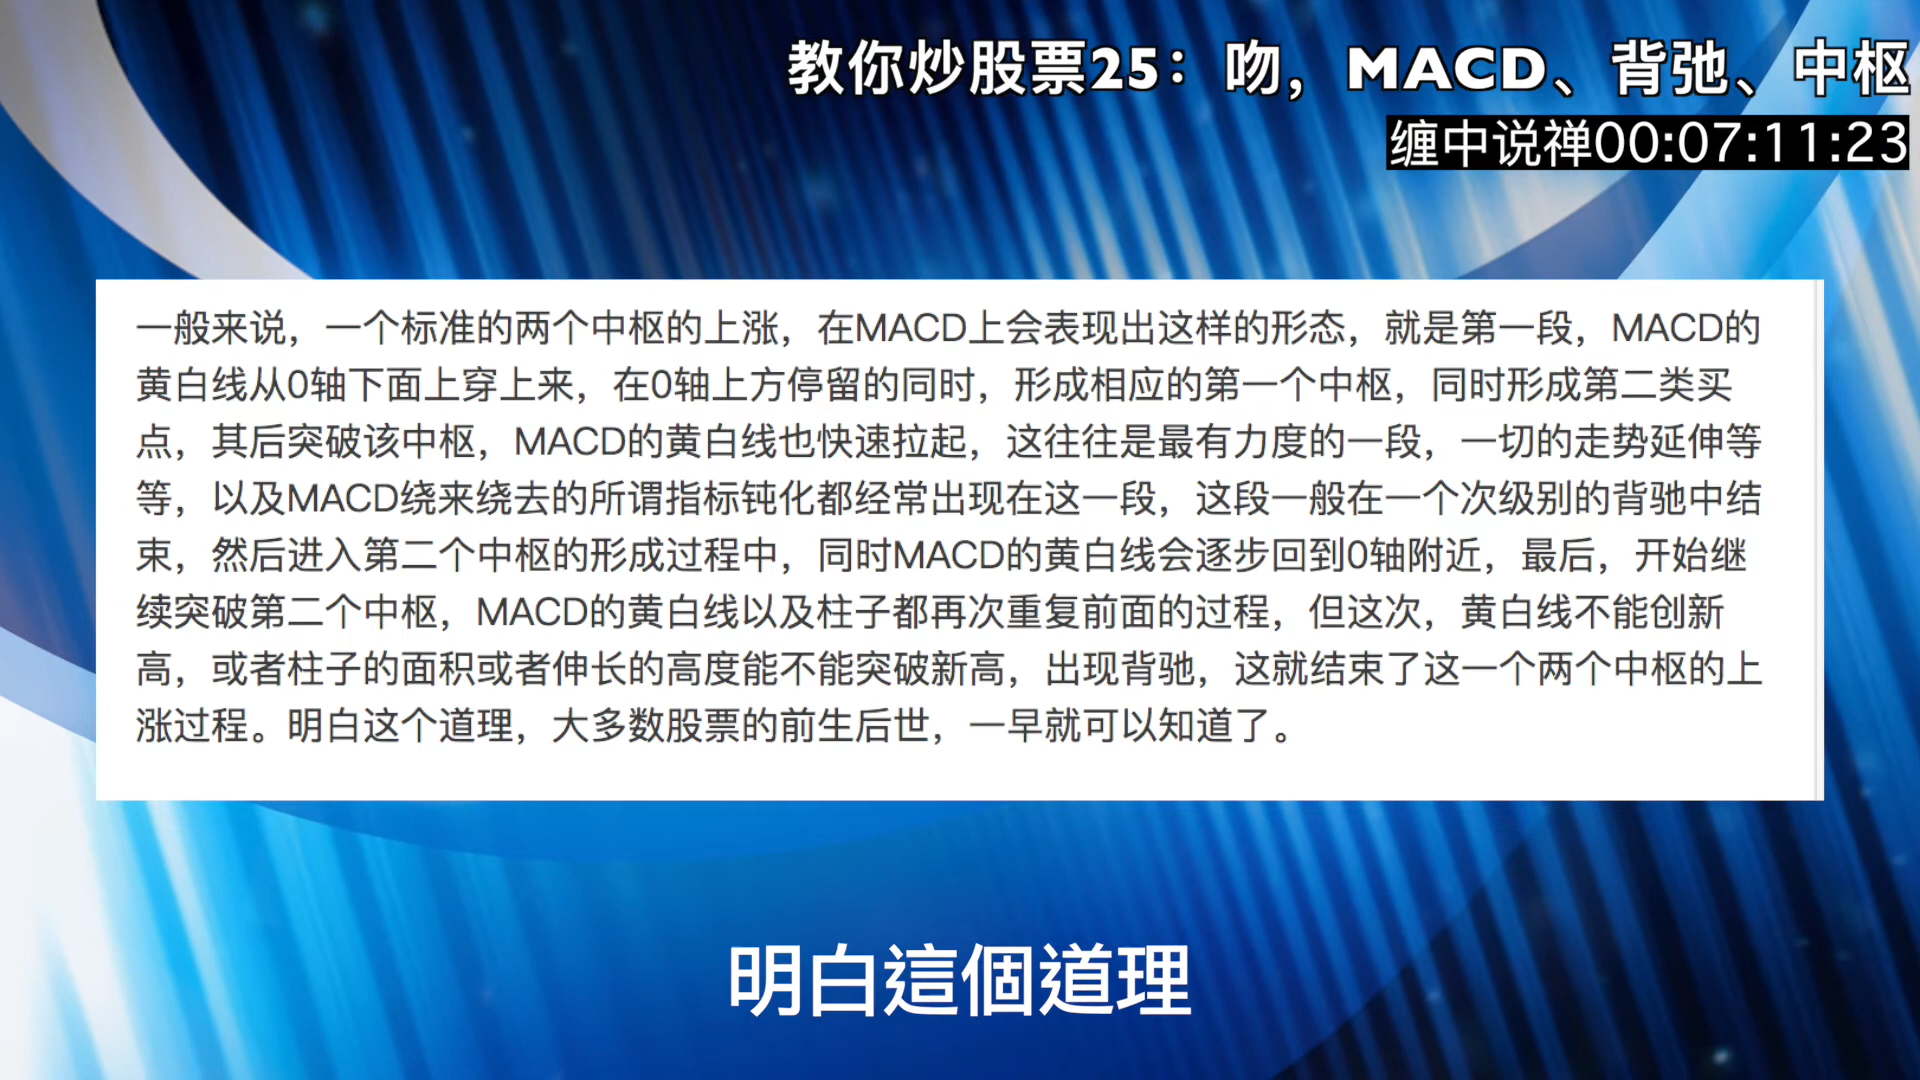 教你炒股票25：吻，MACD、背弛、中枢
缠中说禅00:07:11:23
一般来说，一个标准的两个中枢的上涨，在MACD上会表现出这样的形态，就是第一段，MACD的
黄白线从0轴下面上穿上来，在0轴上方停留的同时，形成相应的第一个中枢，同时形成第二类买
点，其后突破该中枢，MACD的黄白线也快速拉起，这往往是最有力度的一段，一切的走势延伸等
等，以及MACD绕来绕去的所谓指标钝化都经常出现在这一段，这段一般在一个次级别的背驰中结
束，然后进入第二个中枢的形成过程中，同时MACD的黄白线会逐步回到0轴附近，最后，开始继
续突破第二个中枢，MACD的黄白线以及柱子都再次重复前面的过程，但这次，黄白线不能创新
高，或者柱子的面积或者伸长的高度能不能突破新高，出现背驰，这就结束了这一个两个中枢的上
涨过程。明白这个道理，大多数股票的前生后世，一早就可以知道了。
明白這個道理